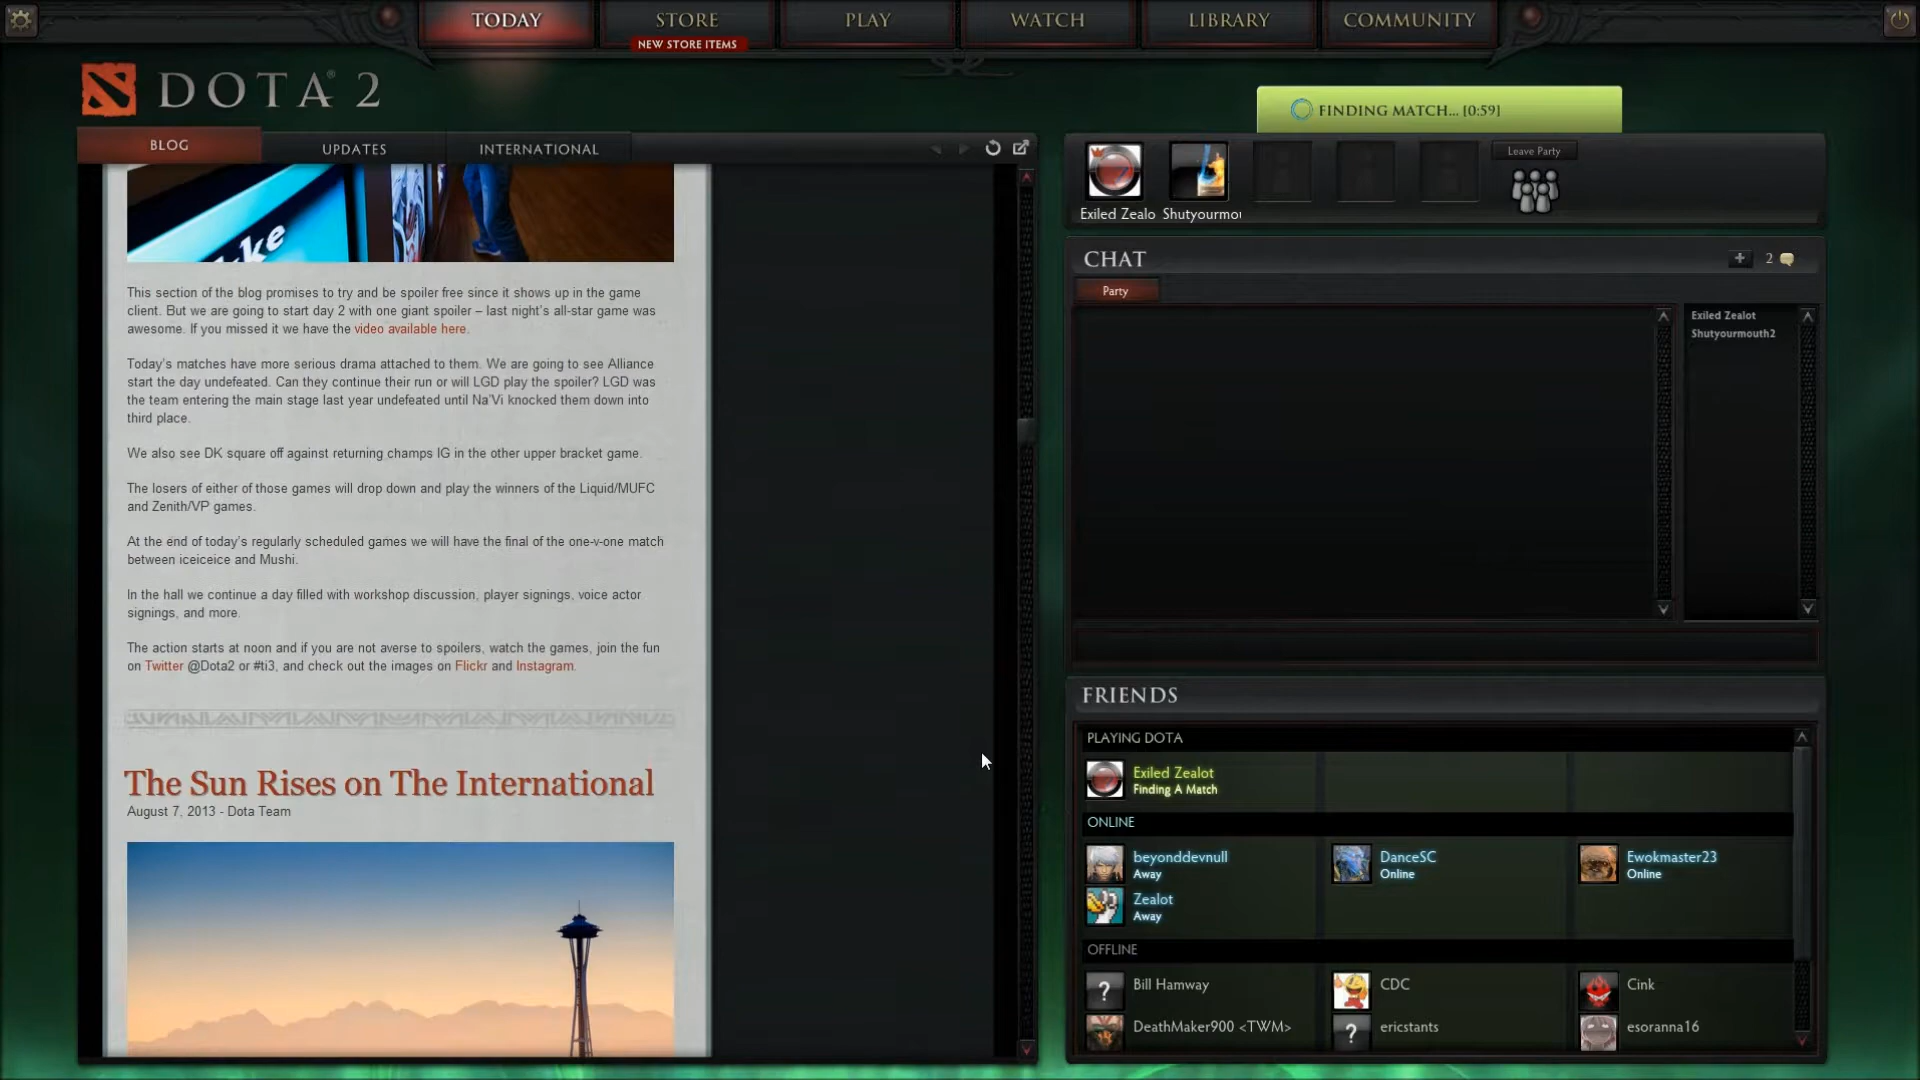 TODAY
STORE
NEW STORE ITEMS
PLAY
WATCH
LIBRARY
COMMUNITY
DOTA® 2
FINDING MATCH... [0:59]
BLOG
UPDATES
INTERNATIONAL
Leave Party
Exiled Zealo
Shutyourmou
ke
This section of the blog promises to try and be spoiler free since it shows up in the game
client. But we are going to start day 2 with one giant spoiler – last night's all-star game was
awesome. If you missed it we have the video available here.
Today's matches have more serious drama attached to them. We are going to see Alliance
start the day undefeated. Can they continue their run or will LGD play the spoiler? LGD was
the team entering the main stage last year undefeated until Na'Vi knocked them down into
third place.
We also see DK square off against returning champs IG in the other upper bracket game.
The losers of either of those games will drop down and play the winners of the Liquid/MUFC
and Zenith/VP games.
At the end of today's regularly scheduled games we will have the final of the one-v-one match
between iceiceice and Mushi.
In the hall we continue a day filled with workshop discussion, player signings, voice actor
signings, and more.
The action starts at noon and if you are not averse to spoilers, watch the games, join the fun
on Twitter @Dota2 or #ti3, and check out the images on Flickr and Instagram.
The Sun Rises on The International
August 7, 2013 - Dota Team
CHAT
+
2
Party
Exiled Zealot
Shutyourmouth2
FRIENDS
PLAYING DOTA
Exiled Zealot
Finding A Match
ONLINE
beyonddevnull
Away
DanceSC
Online
Ewokmaster23
Online
Zealot
Away
OFFLINE
?
Bill Hamway
CDC
Cink
DeathMaker900 <TWM>
?
ericstants
esoranna16